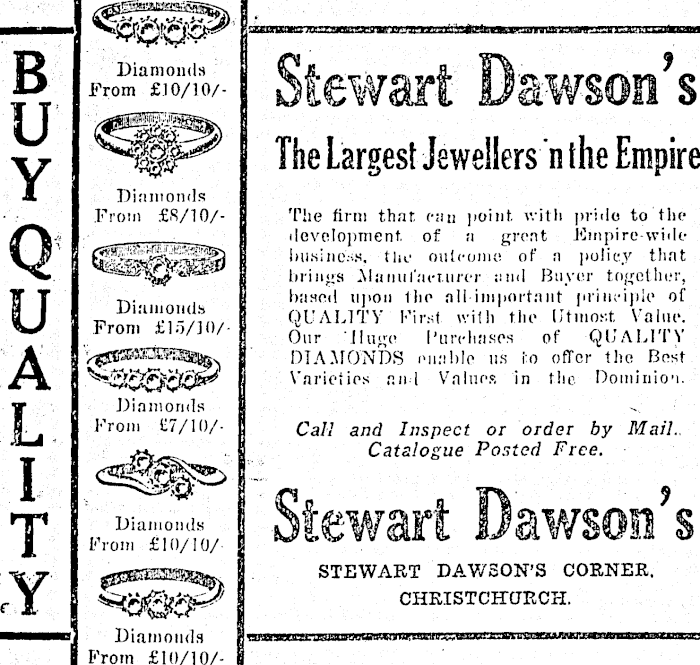 BUY QUALITY
Diamonds
From £10/10/-
Diamonds
From £8/10/-
Diamonds
From £15/10/-
Diamonds
From £7/10/-
Diamonds
From £10/10/-
Diamonds
From £10/10/-
Stewart Dawson's
The Largest Jewellers in the Empire
The firm that can point with pride to the
development of a great Empire-wide
business, the outcome of a policy that
brings Manufacturer and Buyer together,
based upon the all-important principle of
QUALITY First with the Utmost Value.
Our Huge Purchases of QUALITY
DIAMONDS enable us to offer the Best
Varieties and Values in the Dominion.
Call and Inspect or order by Mail.
Catalogue Posted Free.
Stewart Dawson's
STEWART DAWSON'S CORNER,
CHRISTCHURCH.